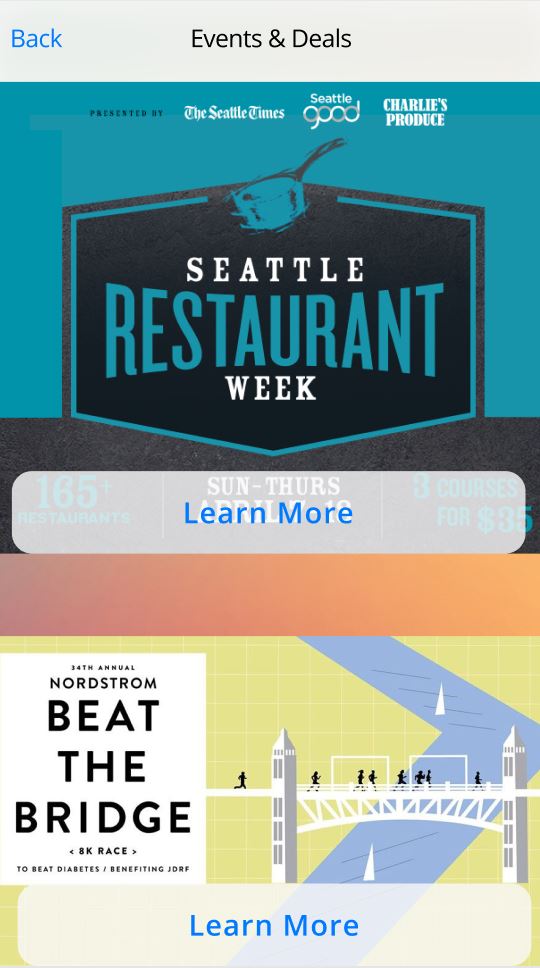 Back Events & Deals
PRESENTED BY The Seattle Times Seattle good CHARLIE'S PRODUCE
SEATTLE
RESTAURANT
WEEK
165+ SUN-THURS 3 COURSES
RESTAURANTS APRIL FOR $35
Learn More
34TH ANNUAL
NORDSTROM
BEAT
THE
BRIDGE
< 8K RACE >
TO BEAT DIABETES / BENEFITING JDRF
Learn More